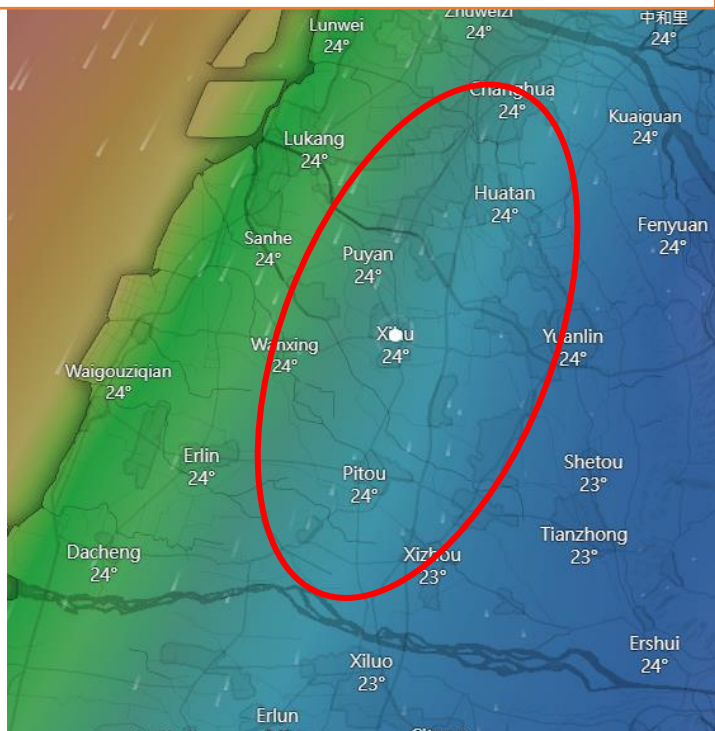 Lunwei
24°
Zhuweizi
24°
中和里
24°
Changhua
24°
Kuaiguan
24°
Lukang
24°
Huatan
24°
Fenyuan
24°
Sanhe
24°
Puyan
24°
Wanxing
24°
24°
Yuanlin
24°
Waigouziqian
24°
Erlin
24°
Pitou
24°
Shetou
23°
Dacheng
24°
Xizhou
23°
Tianzhong
23°
Xiluo
23°
Ershui
24°
Erlun